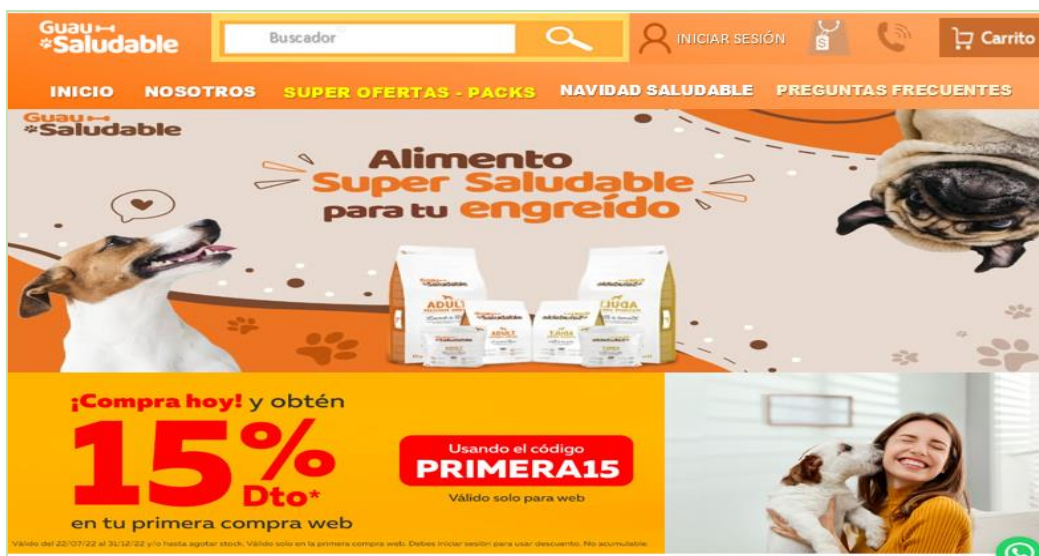 Guau
Saludable
Buscador
INICIAR SESIÓN
$
Carrito
INICIO
NOSOTROS
SUPER OFERTAS - PACKS
NAVIDAD SALUDABLE
PREGUNTAS FRECUENTES
Guau
Saludable
Alimento
Super Saludable
para tu engreído
ADULT
ADULT
¡Compra hoy! y obtén
15%
Dto*
en tu primera compra web
Usando el código
PRIMERA15
Válido solo para web
Válido del 22/07/22 al 31/12/22 y/o hasta agotar stock. Válido solo en la primera compra web. Debes iniciar sesión para usar descuento. No acumulable.